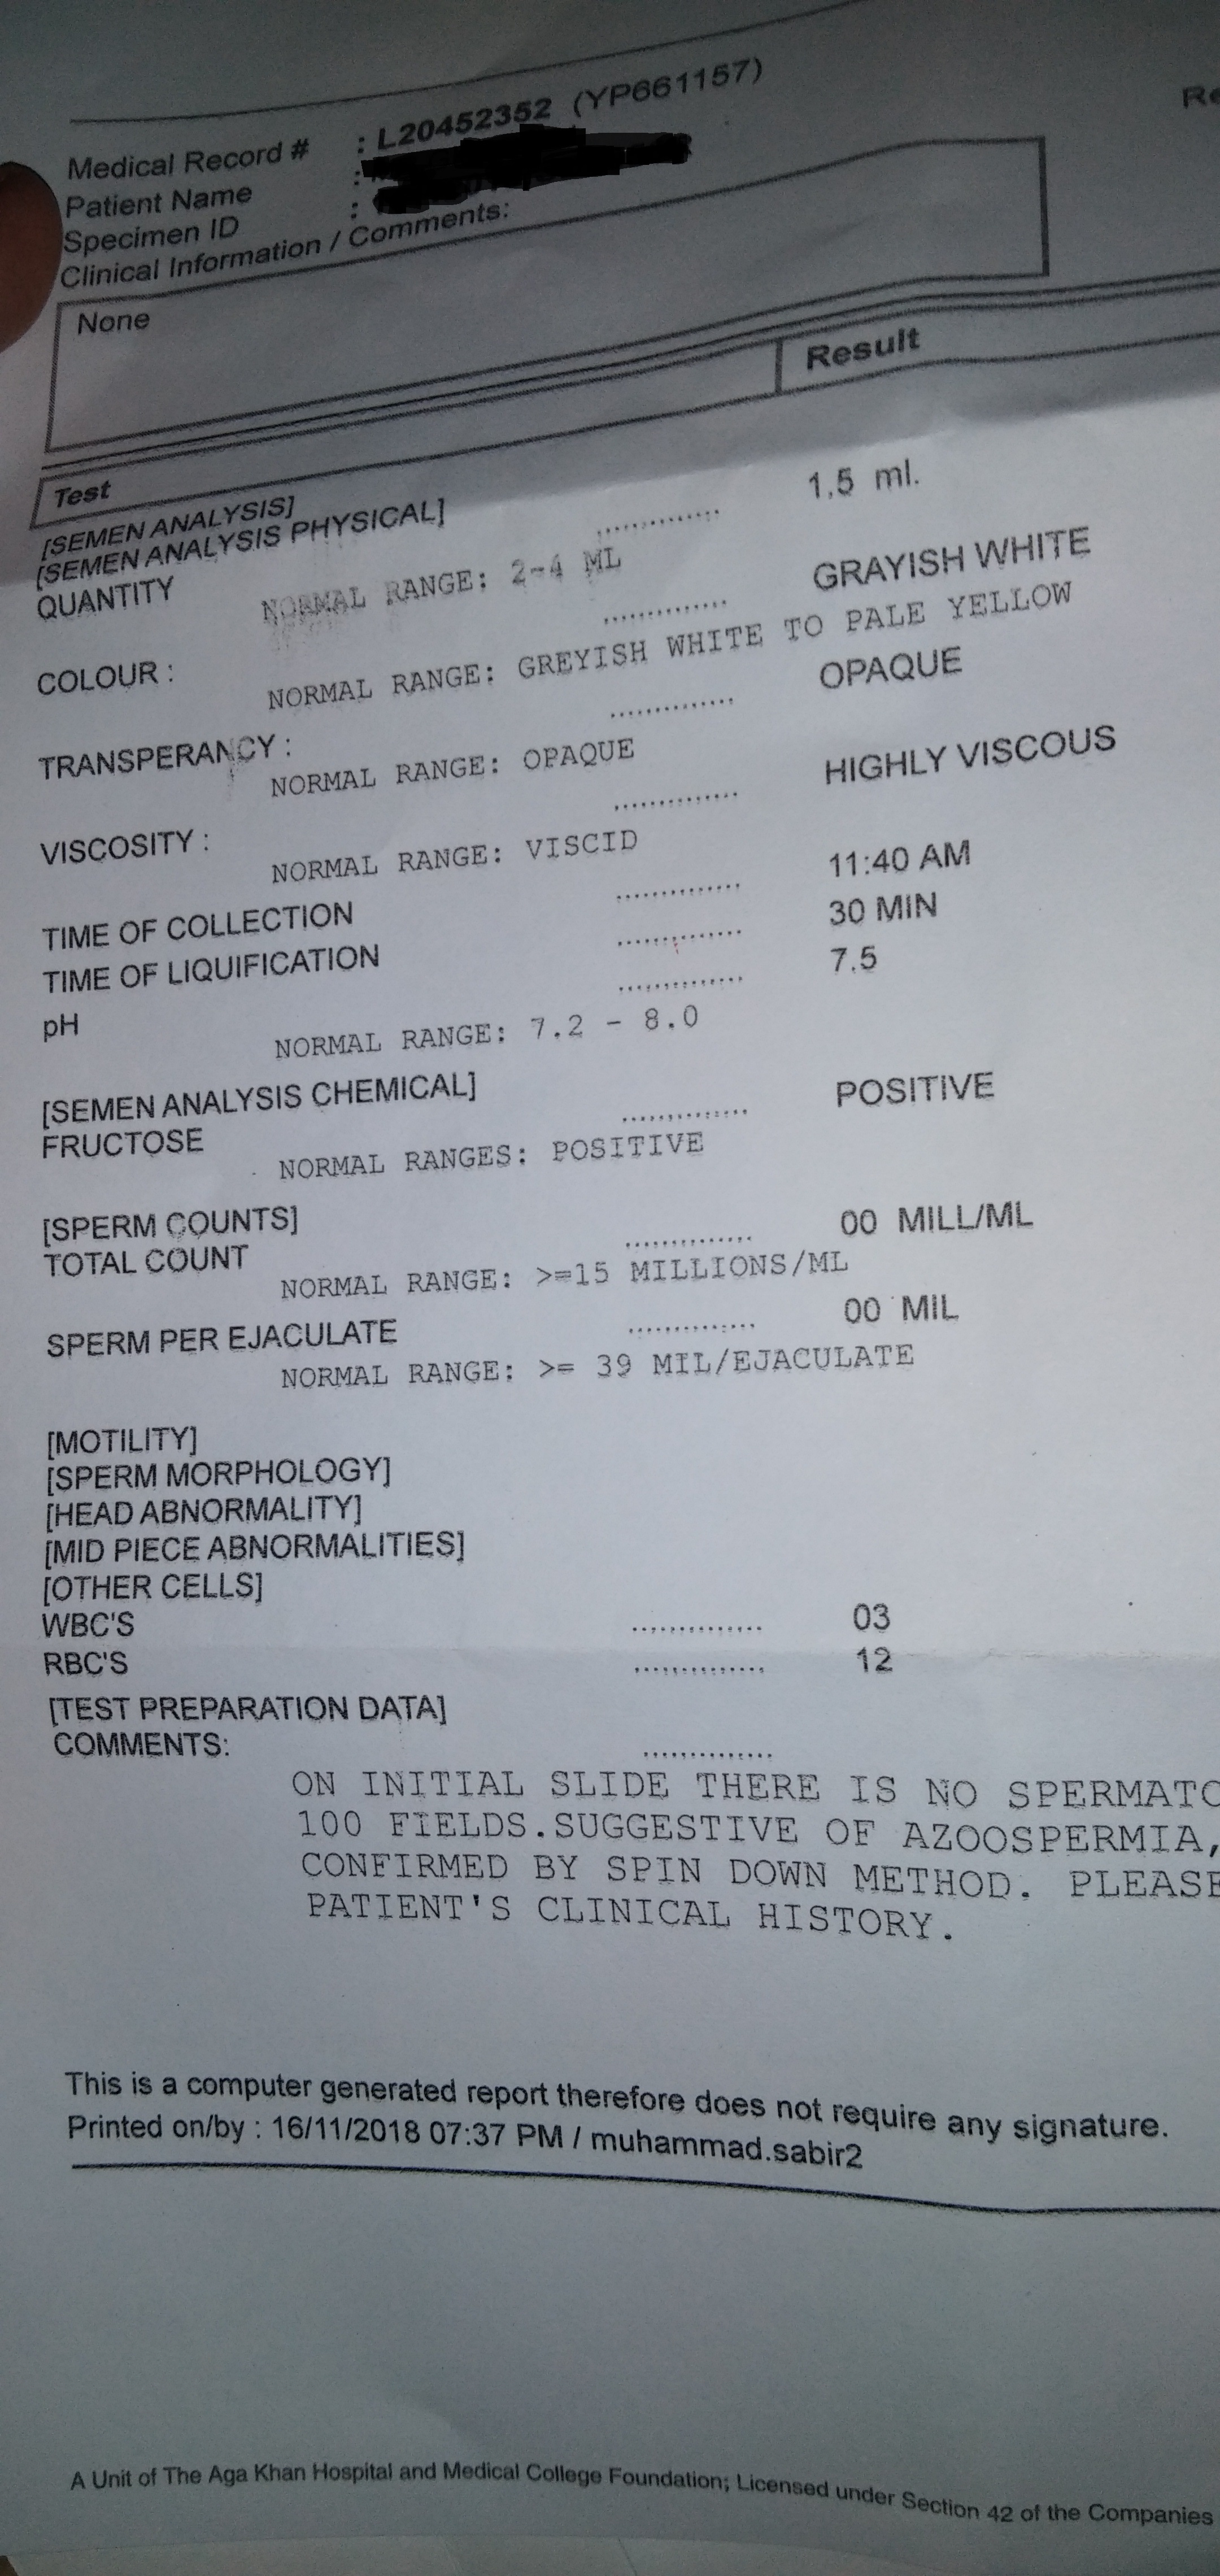 Re
Medical Record # : L20452352 (YP661157)
Patient Name :
Specimen ID :
Clinical Information / Comments:
None
Test Result
[SEMEN ANALYSIS]
[SEMEN ANALYSIS PHYSICAL]
QUANTITY .............. 1.5 ml.
NORMAL RANGE: 2-4 ML
COLOUR : .............. GRAYISH WHITE
NORMAL RANGE: GREYISH WHITE TO PALE YELLOW
TRANSPERANCY : .............. OPAQUE
NORMAL RANGE: OPAQUE
VISCOSITY : .............. HIGHLY VISCOUS
NORMAL RANGE: VISCID
TIME OF COLLECTION .............. 11:40 AM
TIME OF LIQUIFICATION .............. 30 MIN
pH .............. 7.5
NORMAL RANGE: 7.2 - 8.0
[SEMEN ANALYSIS CHEMICAL]
FRUCTOSE .............. POSITIVE
NORMAL RANGES: POSITIVE
[SPERM COUNTS]
TOTAL COUNT .............. 00 MILL/ML
NORMAL RANGE: >=15 MILLIONS/ML
SPERM PER EJACULATE .............. 00 MIL
NORMAL RANGE: >= 39 MIL/EJACULATE
[MOTILITY]
[SPERM MORPHOLOGY]
[HEAD ABNORMALITY]
[MID PIECE ABNORMALITIES]
[OTHER CELLS]
WBC'S .............. 03
RBC'S .............. 12
[TEST PREPARATION DATA]
COMMENTS: ..............
ON INITIAL SLIDE THERE IS NO SPERMATO
100 FIELDS.SUGGESTIVE OF AZOOSPERMIA,
CONFIRMED BY SPIN DOWN METHOD. PLEASE
PATIENT'S CLINICAL HISTORY.
This is a computer generated report therefore does not require any signature.
Printed on/by : 16/11/2018 07:37 PM / muhammad.sabir2
A Unit of The Aga Khan Hospital and Medical College Foundation; Licensed under Section 42 of the Companies